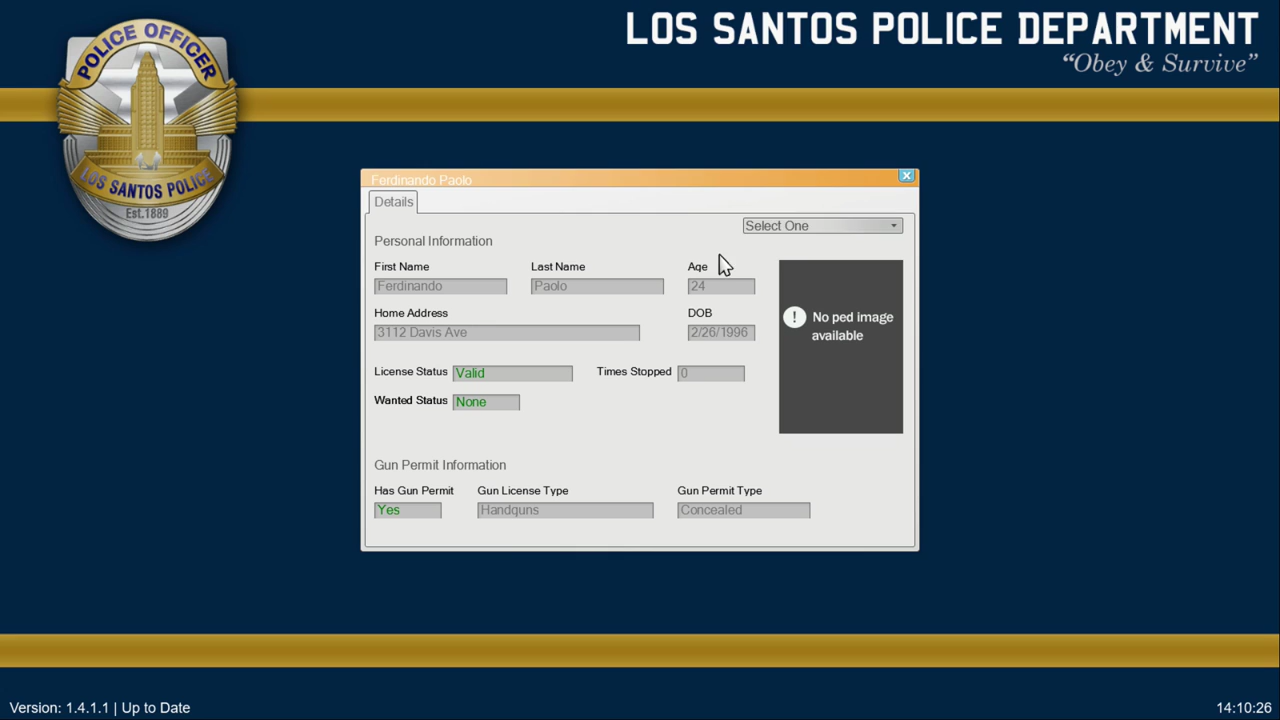 LOS SANTOS POLICE DEPARTMENT
“Obey & Survive”
POLICE OFFICER
LOS SANTOS POLICE
Est.1889
Ferdinando Paolo
Details
Select One
Personal Information
First Name
Last Name
Age
Ferdinando
Paolo
24
Home Address
DOB
3112 Davis Ave
2/26/1996
License Status Valid
Times Stopped 0
Wanted Status None
! No ped image
available
Gun Permit Information
Has Gun Permit
Gun License Type
Gun Permit Type
Yes
Handguns
Concealed
Version: 1.4.1.1 | Up to Date
14:10:26